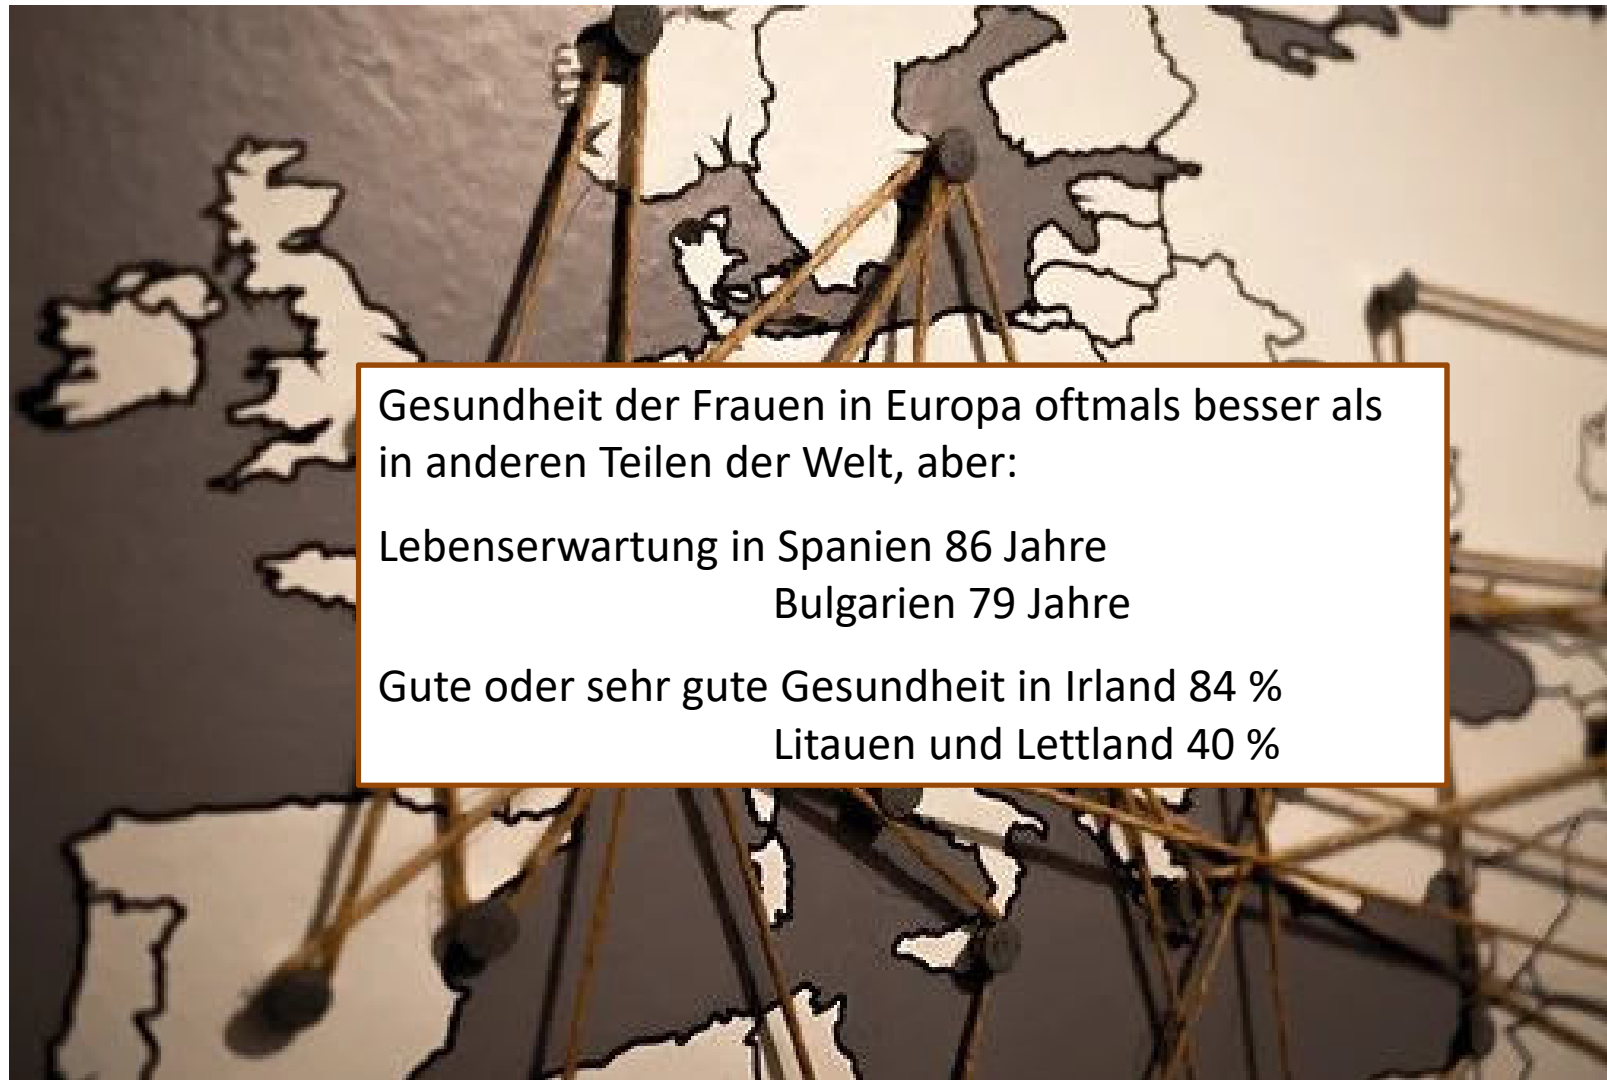 Gesundheit der Frauen in Europa oftmals besser als
in anderen Teilen der Welt, aber:
Lebenserwartung in Spanien 86 Jahre
Bulgarien 79 Jahre
Gute oder sehr gute Gesundheit in Irland 84 %
Litauen und Lettland 40 %